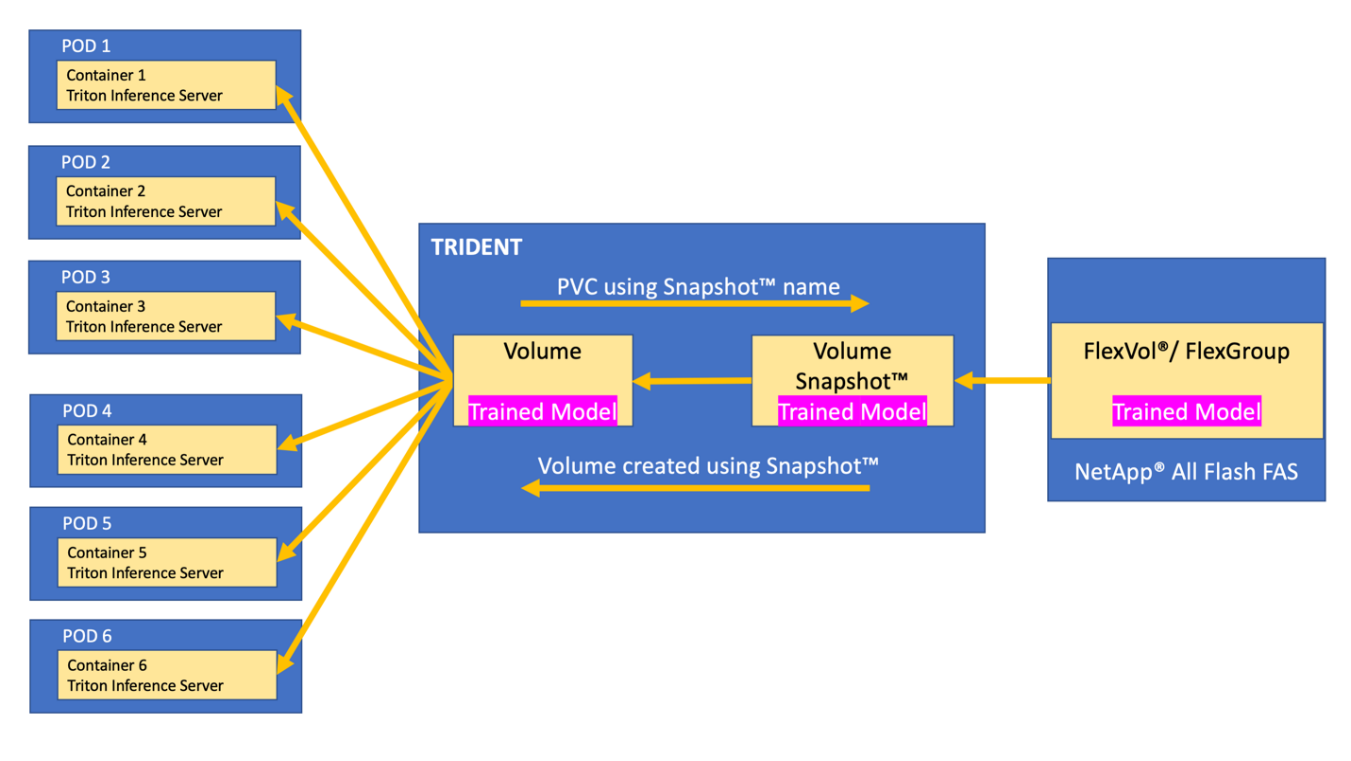 POD 1
Container 1
Triton Inference Server
POD 2
Container 2
Triton Inference Server
POD 3
Container 3
Triton Inference Server
POD 4
Container 4
Triton Inference Server
POD 5
Container 5
Triton Inference Server
POD 6
Container 6
Triton Inference Server
TRIDENT
PVC using Snapshot™ name
Volume
Trained Model
Volume
Snapshot™
Trained Model
Volume created using Snapshot™
FlexVol®/ FlexGroup
Trained Model
NetApp® All Flash FAS